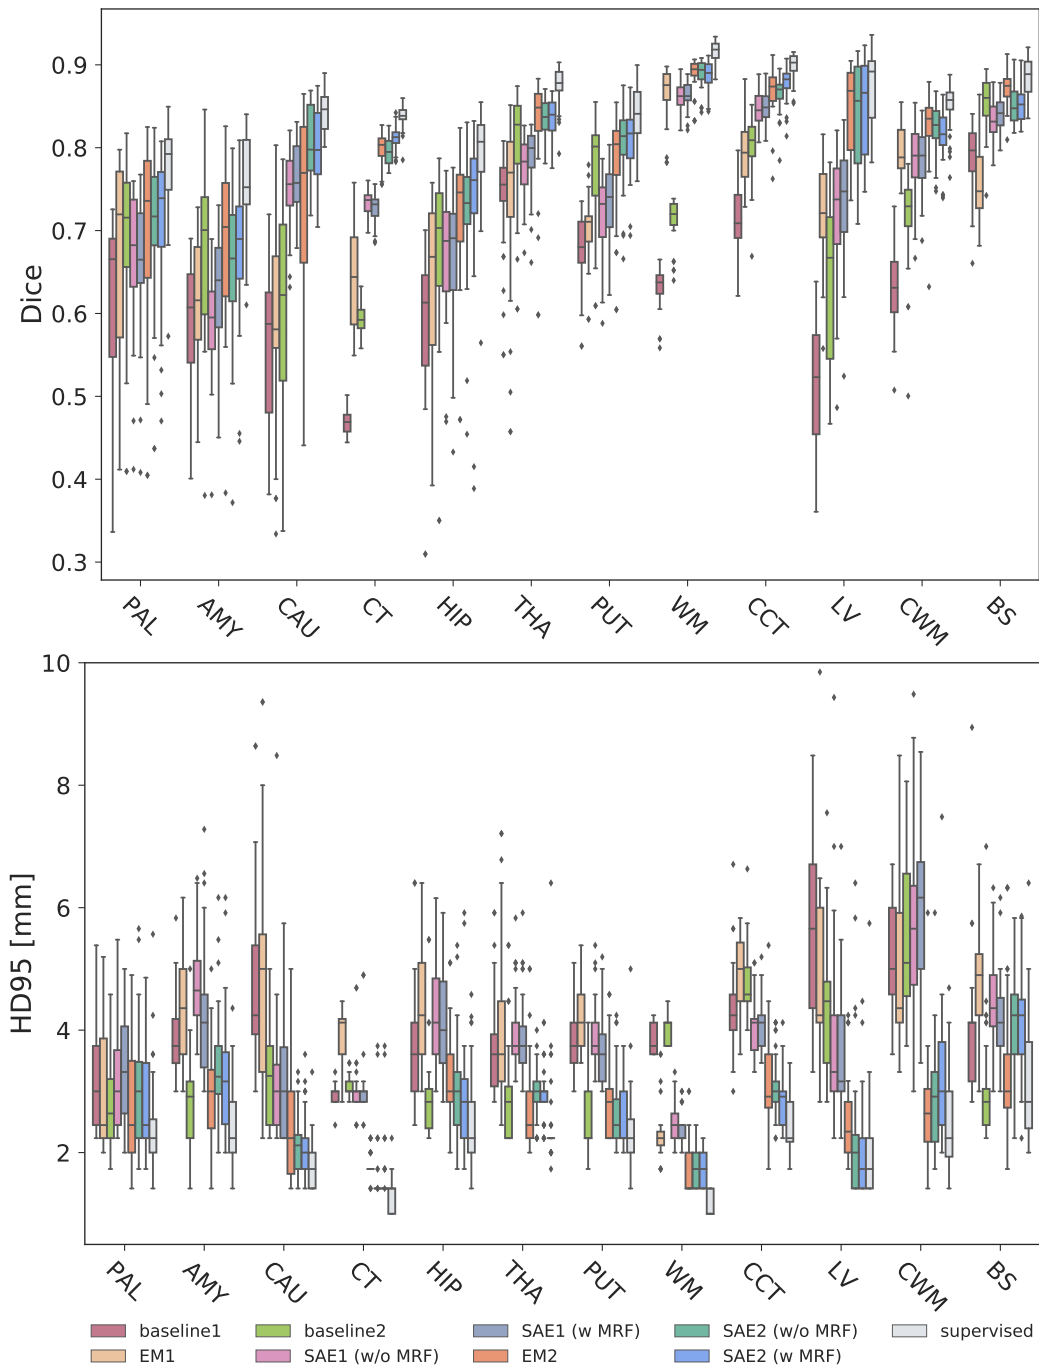 0.9
0.8
0.7
0.6
0.5
0.4
0.3
Dice
PAL AMY CAU CT HIP THA PUT WM CCT LV CWM BS
10
8
6
4
2
HD95 [mm]
PAL AMY CAU CT HIP THA PUT WM CCT LV CWM BS
baseline1 baseline2 SAE1 (w MRF) SAE2 (w/o MRF) supervised
EM1 SAE1 (w/o MRF) EM2 SAE2 (w MRF)